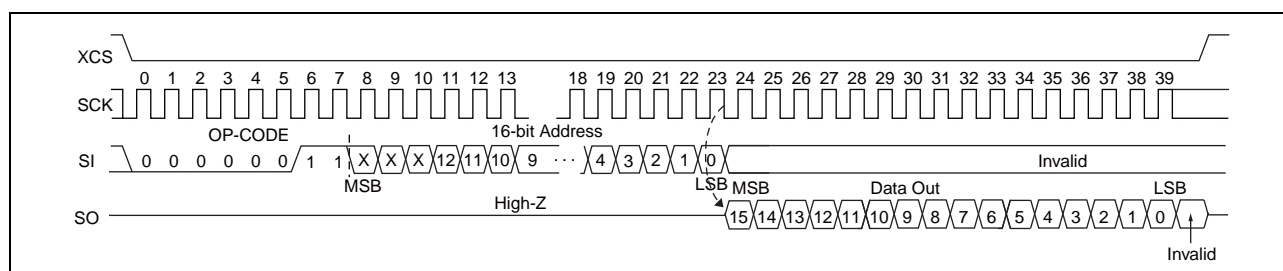 XCS
0 1 2 3 4 5 6 7 8 9 10 11 12 13 18 19 20 21 22 23 24 25 26 27 28 29 30 31 32 33 34 35 36 37 38 39
SCK
OP-CODE 16-bit Address
SI 0 0 0 0 0 0 1 1 X X X 12 11 10 9 ··· 4 3 2 1 0 Invalid
MSB LSB MSB Data Out LSB
High-Z
SO 15 14 13 12 11 10 9 8 7 6 5 4 3 2 1 0
Invalid